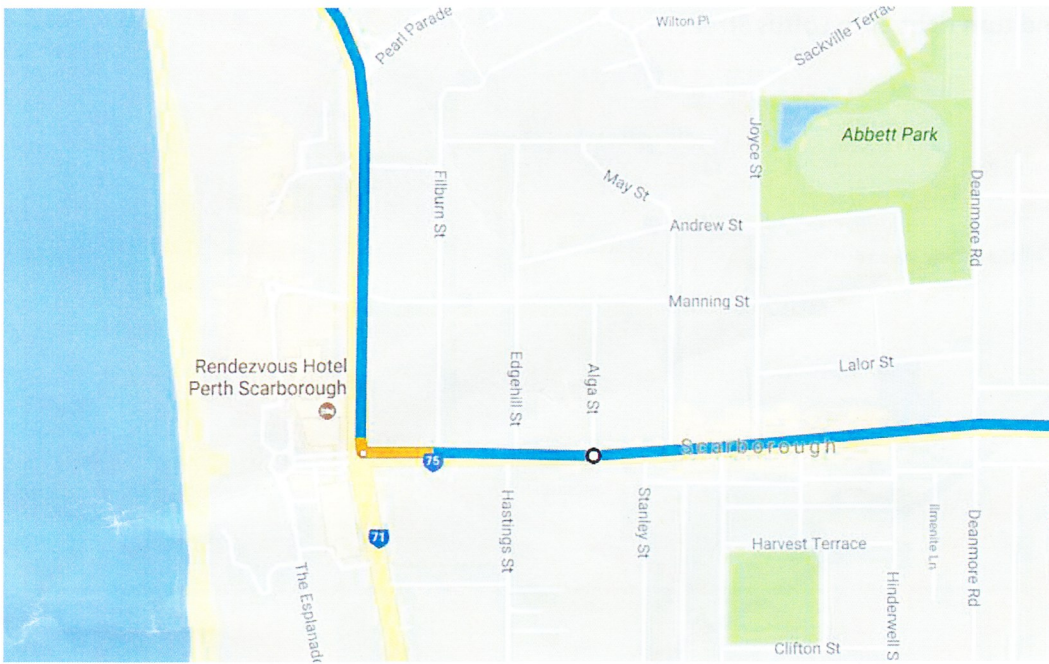 Pearl Parade
Wilton Pl
Sackville Terrac
Joyce St
Abbett Park
Filburn St
May St
Andrew St
Deanmore Rd
Manning St
Rendezvous Hotel
Perth Scarborough
Edgehill St
Alga St
Lalor St
Scarborough
75
71
Hastings St
Stanley St
Harvest Terrace
Ilmenite Ln
Deanmore Rd
Hinderwell S
The Esplanade
Clifton St